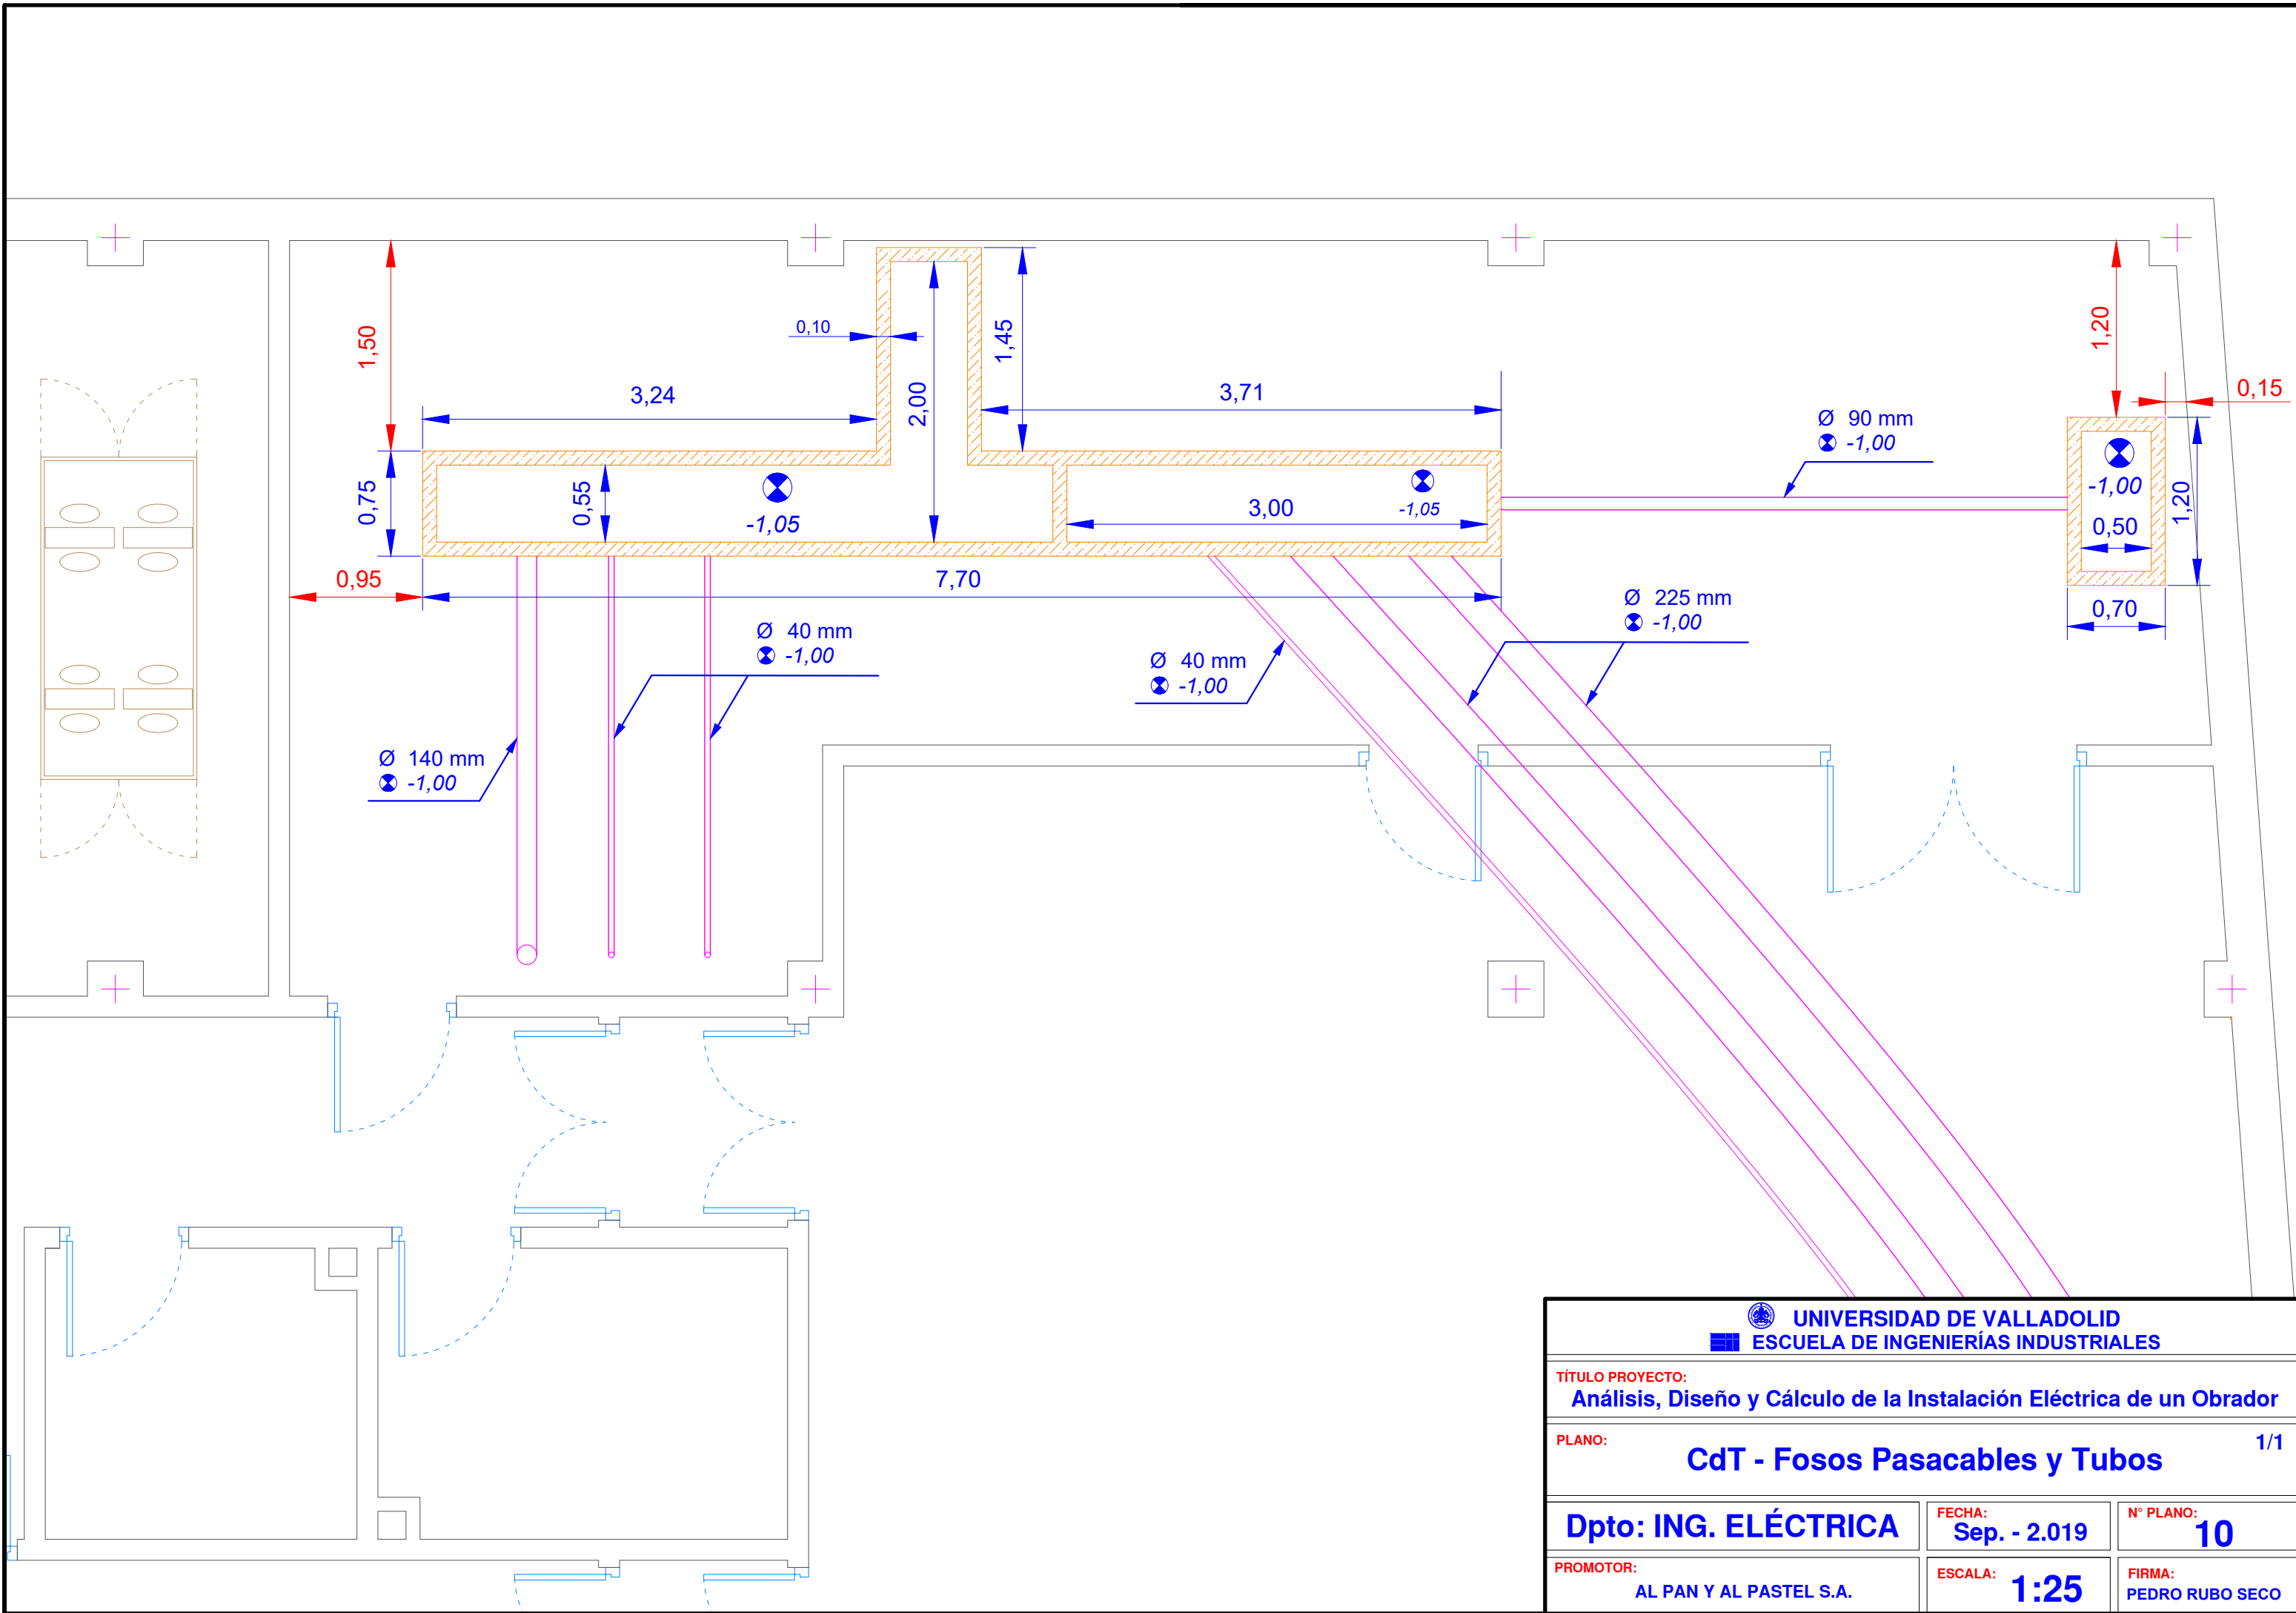 1,50
0,10
1,45
1,20
0,15
3,24
2,00
3,71
Ø 90 mm
-1,00
0,75
0,55
-1,05
3,00
-1,05
-1,00
0,50
1,20
0,95
7,70
0,70
Ø 225 mm
-1,00
Ø 40 mm
-1,00
Ø 40 mm
-1,00
Ø 140 mm
-1,00
UNIVERSIDAD DE VALLADOLID
ESCUELA DE INGENIERÍAS INDUSTRIALES
TÍTULO PROYECTO:
Análisis, Diseño y Cálculo de la Instalación Eléctrica de un Obrador
PLANO:
CdT - Fosos Pasacables y Tubos
1/1
Dpto: ING. ELÉCTRICA
FECHA:
Sep. - 2.019
N° PLANO:
10
PROMOTOR:
AL PAN Y AL PASTEL S.A.
ESCALA:
1:25
FIRMA:
PEDRO RUBO SECO